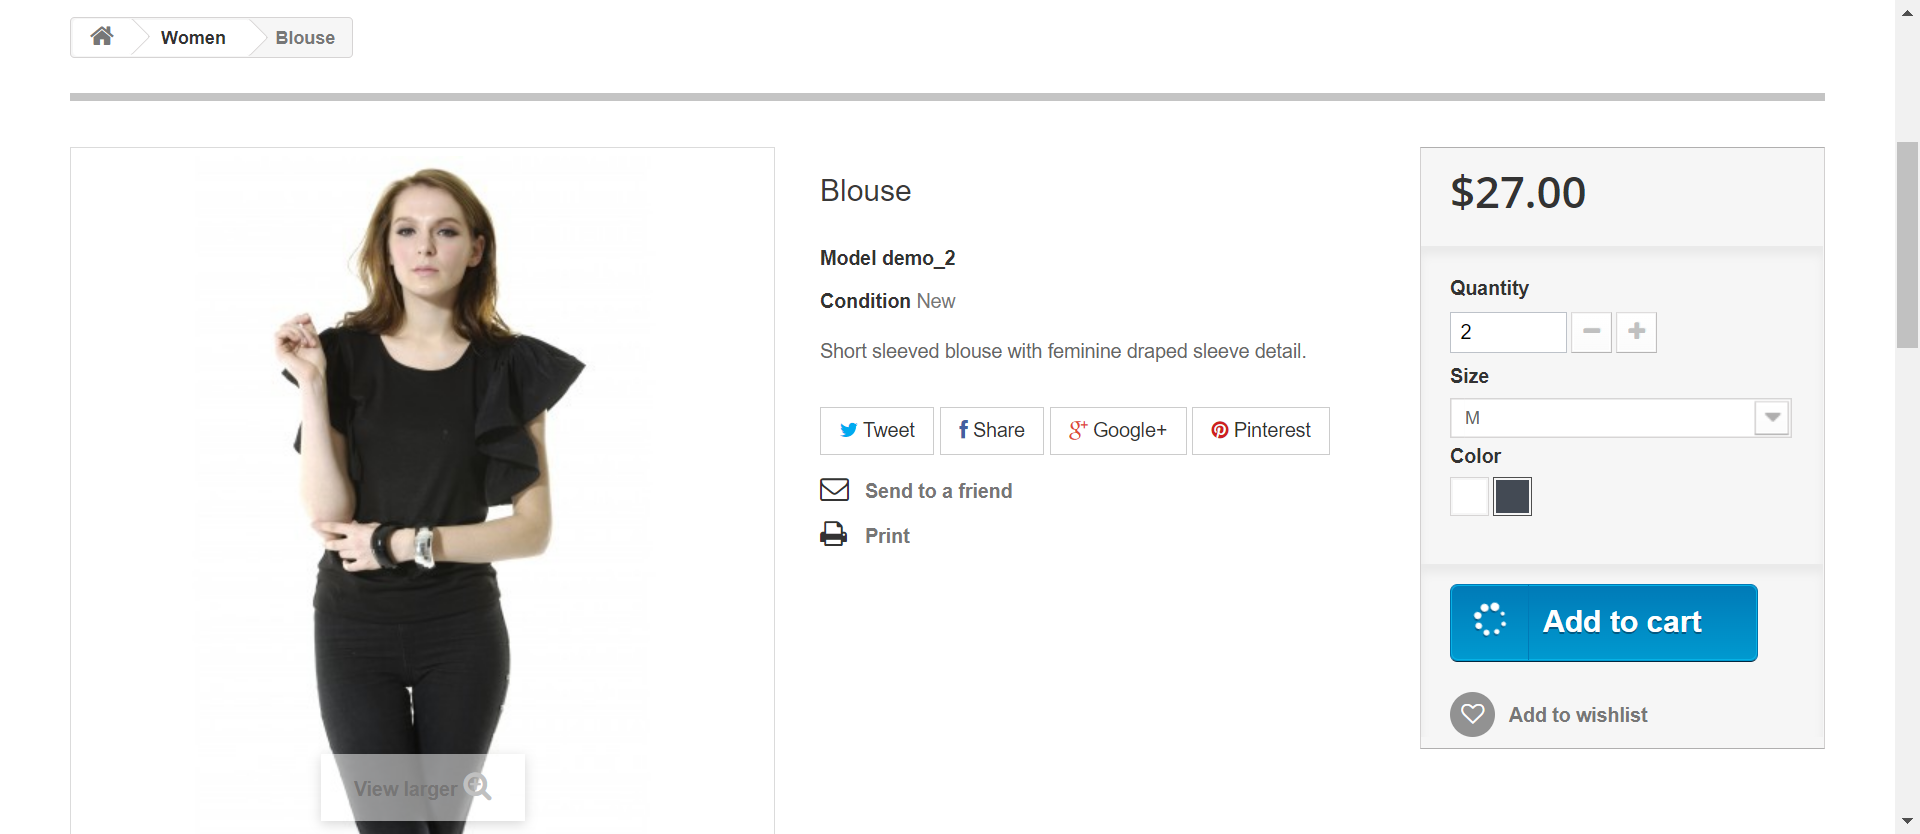 Women
Blouse
Blouse
Model demo_2
Condition New
Short sleeved blouse with feminine draped sleeve detail.
Tweet
Share
Google+
Pinterest
Send to a friend
Print
View larger
$27.00
Quantity
2
Size
M
Color
Add to cart
Add to wishlist